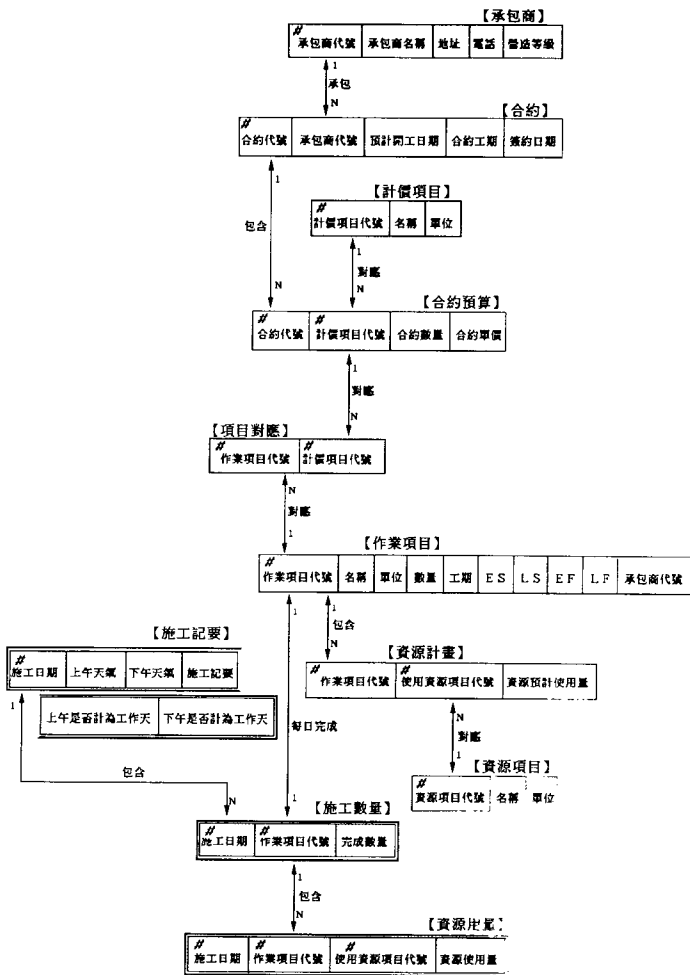 【承包商】
# 承包商代號 承包商名稱 地址 電話 營造等級
1
承包
N
【合約】
# 合約代號 承包商代號 預計開工日期 合約工期 簽約日期
1
包含
N
【計價項目】
# 計價項目代號 名稱 單位
1
對應
N
【合約預算】
# 合約代號 # 計價項目代號 合約數量 合約單價
1
對應
N
【項目對應】
# 作業項目代號 # 計價項目代號
N
對應
1
【作業項目】
# 作業項目代號 名稱 單位 數量 工期 ES LS EF LF 承包商代號
1
包含
N
【資源計畫】
# 作業項目代號 # 使用資源項目代號 資源預計使用量
N
對應
1
【資源項目】
# 資源項目代號 名稱 單位
【施工記要】
# 施工日期 上午天氣 下午天氣 施工記要
上午是否計為工作天 下午是否計為工作天
1
包含
N
1
每日完成
1
【施工數量】
# 施工日期 # 作業項目代號 完成數量
1
包含
N
【資源用量】
# 施工日期 # 作業項目代號 # 使用資源項目代號 資源使用量